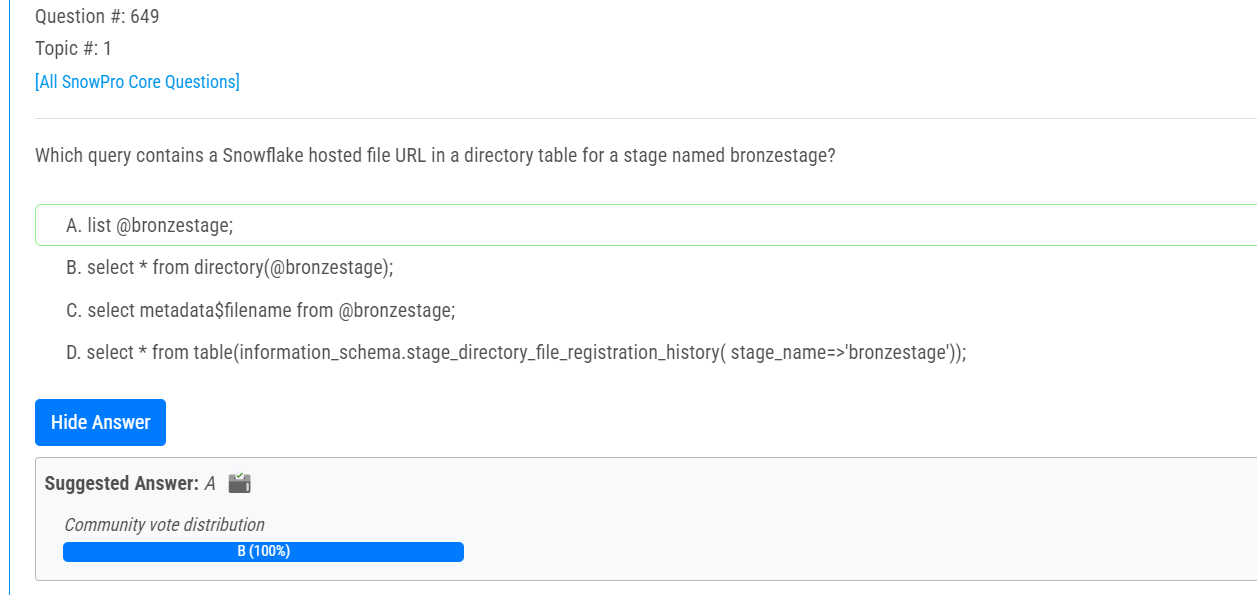 Question #: 649
Topic #: 1
[All SnowPro Core Questions]
Which query contains a Snowflake hosted file URL in a directory table for a stage named bronzestage?
A. list @bronzestage;
B. select * from directory(@bronzestage);
C. select metadata$filename from @bronzestage;
D. select * from table(information_schema.stage_directory_file_registration_history( stage_name=>'bronzestage'));
Hide Answer
Suggested Answer: A
Community vote distribution
B (100%)